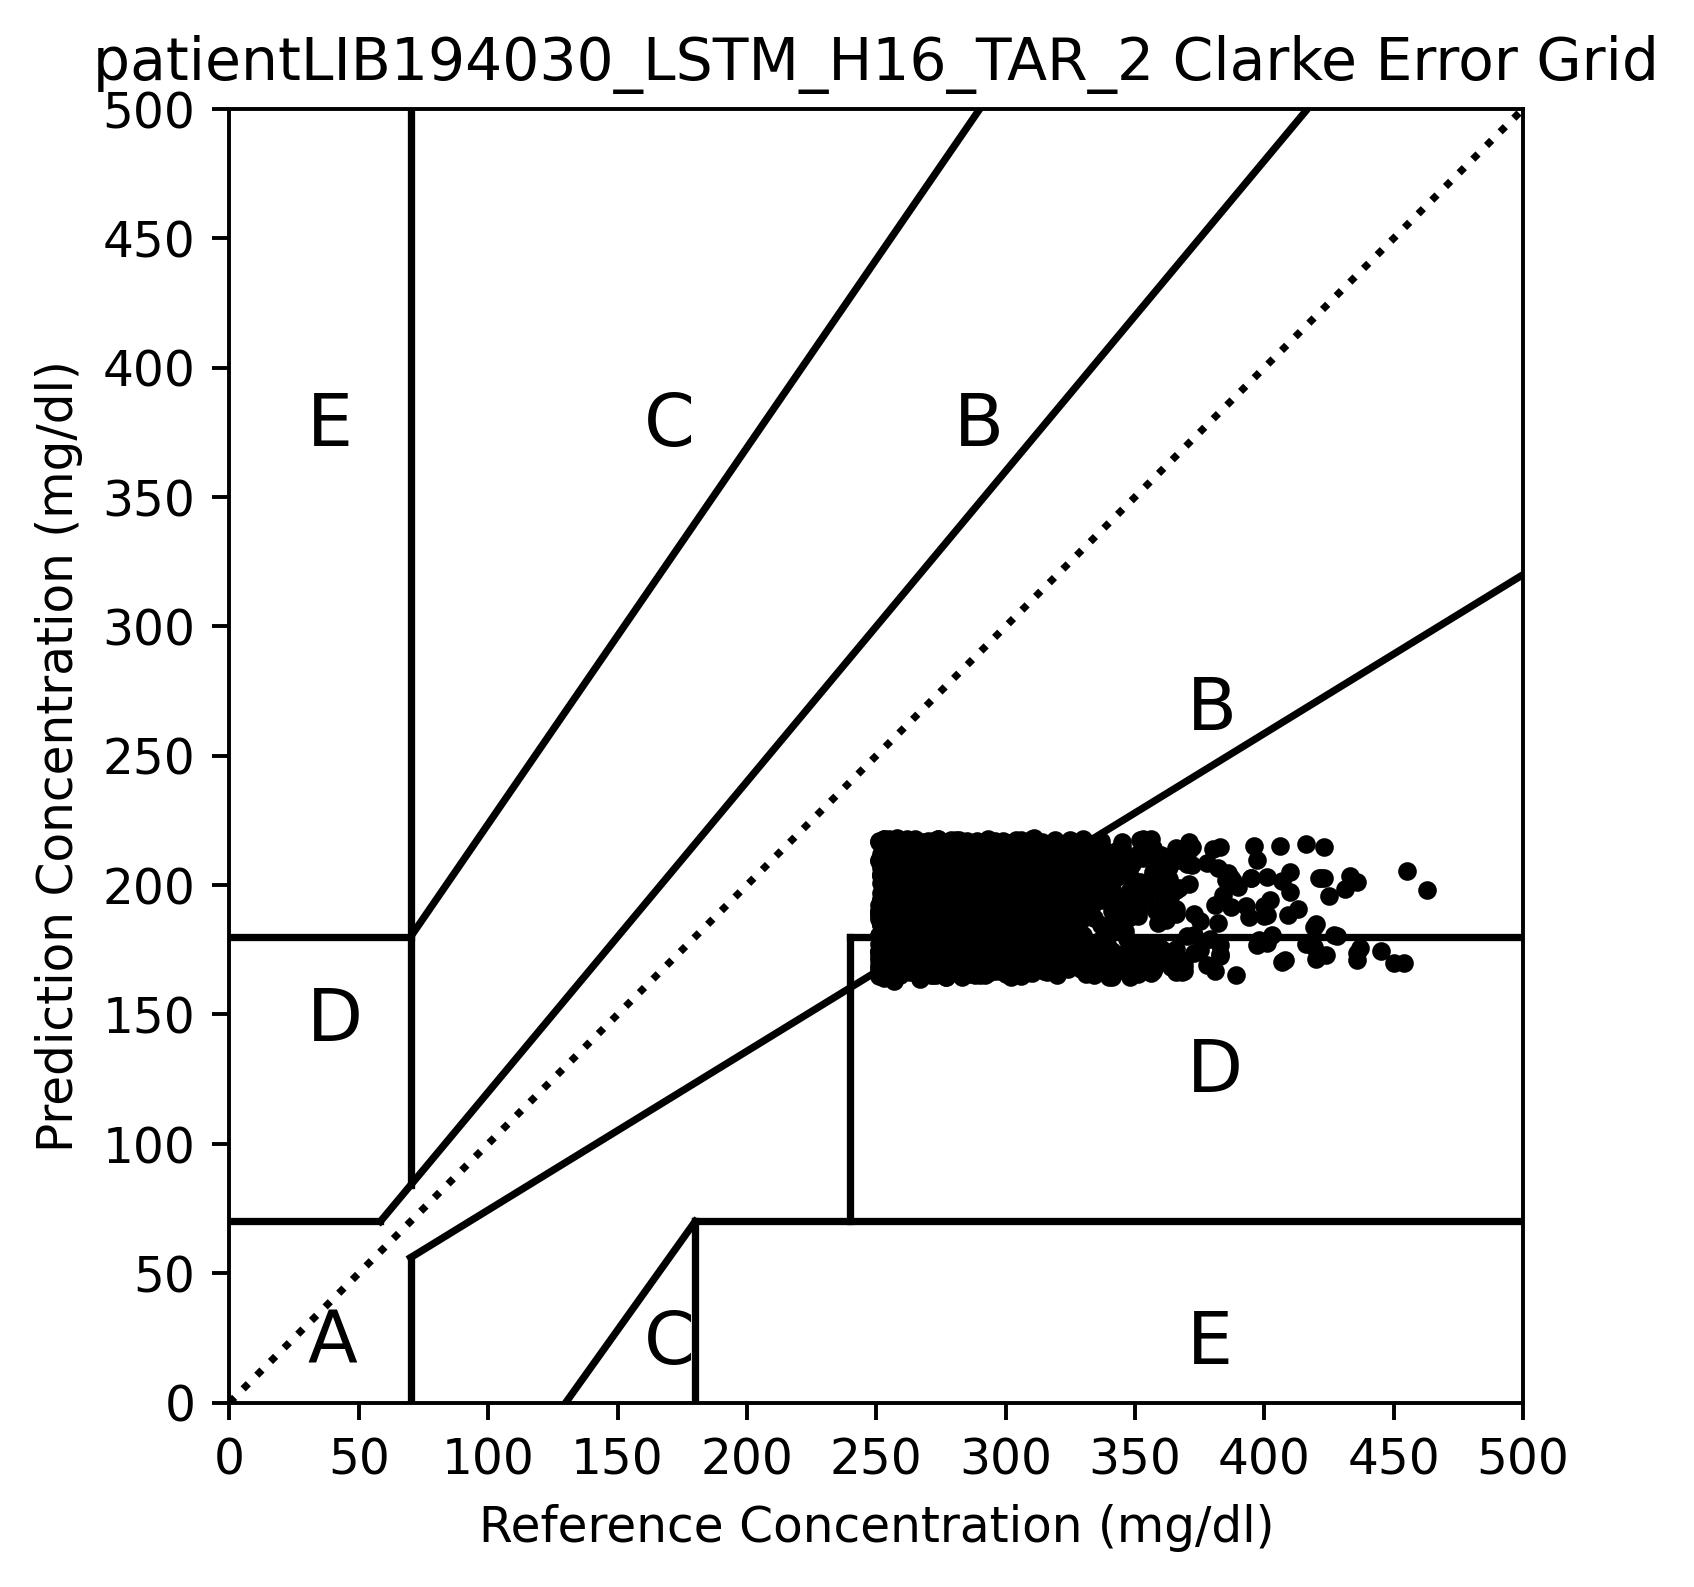 patientLIB194030_LSTM_H16_TAR_2 Clarke Error Grid
500
450
400
350
300
250
200
150
100
50
0
Prediction Concentration (mg/dl)
E
C
B
B
D
D
A
C
E
0 50 100 150 200 250 300 350 400 450 500
Reference Concentration (mg/dl)